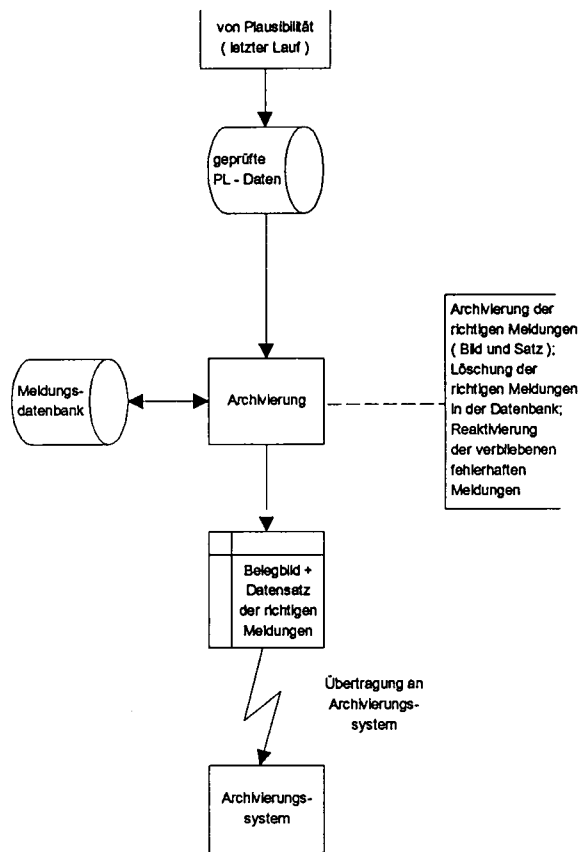 von Plausibilität
( letzter Lauf )
geprüfte
PL - Daten
Meldungs-
datenbank
Archivierung
Archivierung der
richtigen Meldungen
( Bild und Satz );
Löschung der
richtigen Meldungen
in der Datenbank;
Reaktivierung
der verbliebenen
fehlerhaften
Meldungen
Belegbild +
Datensatz
der richtigen
Meldungen
Übertragung an
Archivierungs-
system
Archivierungs-
system